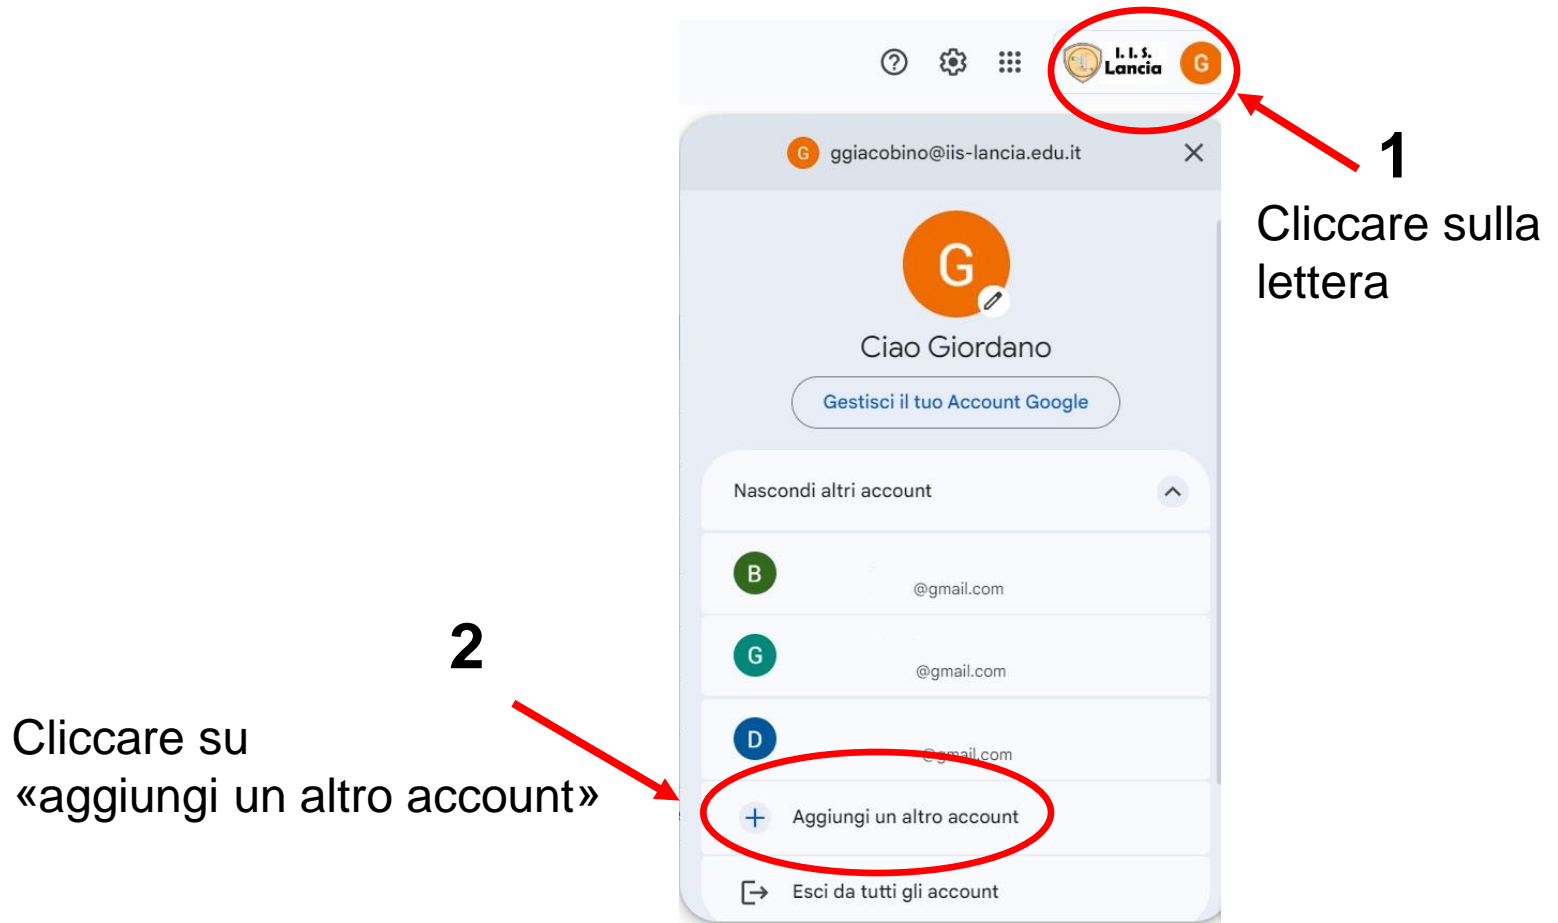 I. I. S.
Lancia
G
1
Cliccare sulla
lettera
G ggiacobino@iis-lancia.edu.it
G
Ciao Giordano
Gestisci il tuo Account Google
Nascondi altri account
B
@gmail.com
G
@gmail.com
D
@gmail.com
2
Cliccare su
«aggiungi un altro account»
Aggiungi un altro account
Esci da tutti gli account